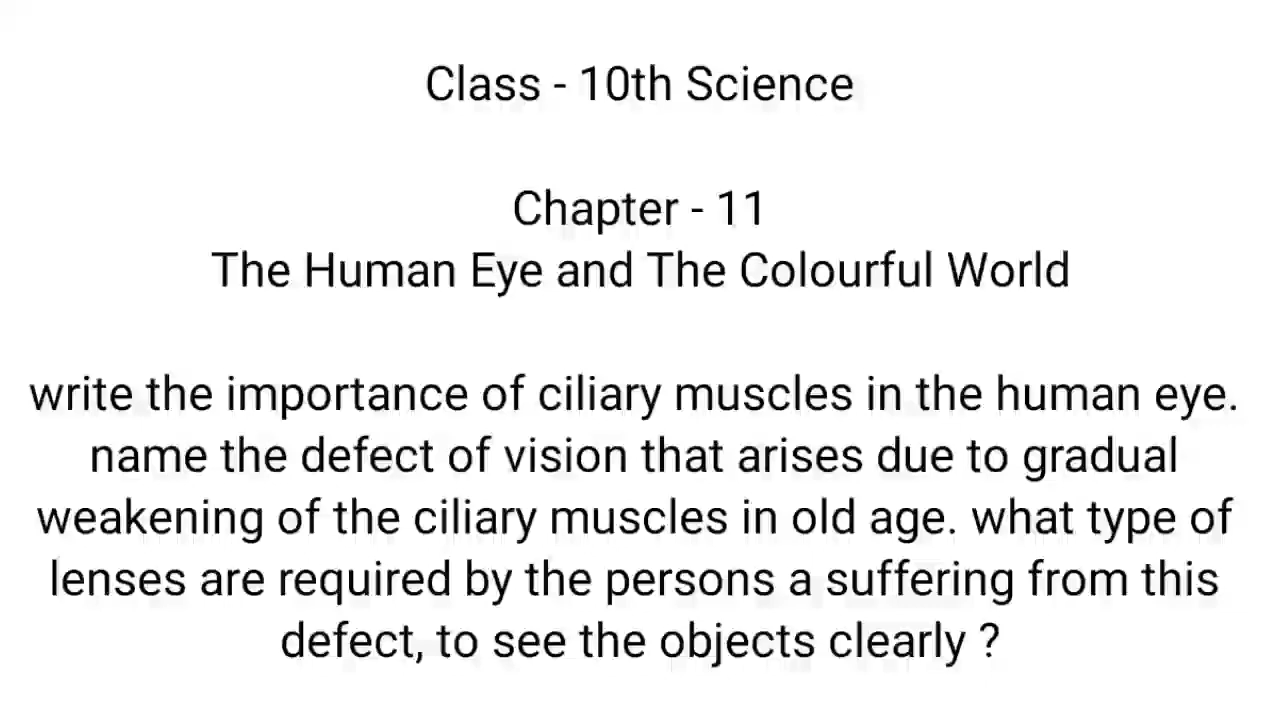 Class - 10th Science
Chapter - 11
The Human Eye and The Colourful World
write the importance of ciliary muscles in the human eye.
name the defect of vision that arises due to gradual
weakening of the ciliary muscles in old age. what type of
lenses are required by the persons a suffering from this
defect, to see the objects clearly ?